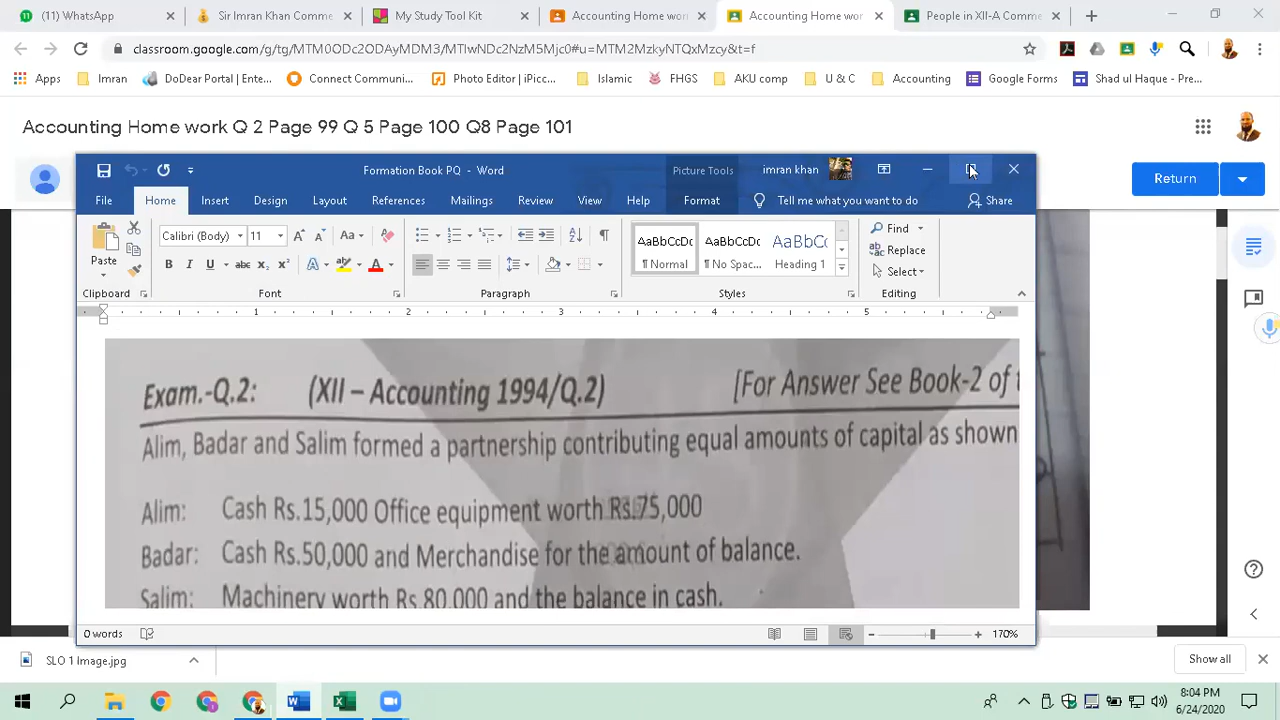 (11) WhatsApp
Sir Imran Khan Comme
My Study Tool Kit
Accounting Home wor
Accounting Home wor
People in XII-A Comme
classroom.google.com/g/tg/MTM0ODc2ODAyMDM3/MTIwNDc2NzM5Mjc0#u=MTM2MzkyNTQxMzcy&t=f
Apps
Imran
DoDear Portal | Ente...
Connect Communi...
Photo Editor | iPicc...
Islamic
FHGS
AKU comp
U & C
Accounting
Google Forms
Shad ul Haque - Pre...
Accounting Home work Q 2 Page 99 Q 5 Page 100 Q8 Page 101
Return
Formation Book PQ - Word
Picture Tools
imran khan
File Home Insert Design Layout References Mailings Review View Help Format Tell me what you want to do Share
Paste
Calibri (Body) 11
AaBbCcDc AaBbCcDc AaBbCc
¶ Normal ¶ No Spac... Heading 1
Find
Replace
Select
Clipboard Font Paragraph Styles Editing
1 2 3 4 5
Exam.-Q.2: (XII – Accounting 1994/Q.2) [For Answer See Book-2 of
Alim, Badar and Salim formed a partnership contributing equal amounts of capital as shown
Alim: Cash Rs.15,000 Office equipment worth Rs.75,000
Badar: Cash Rs.50,000 and Merchandise for the amount of balance.
Salim: Machinery worth Rs 80,000 and the balance in cash.
0 words
170%
SLO 1 Image.jpg
Show all
8:04 PM
6/24/2020